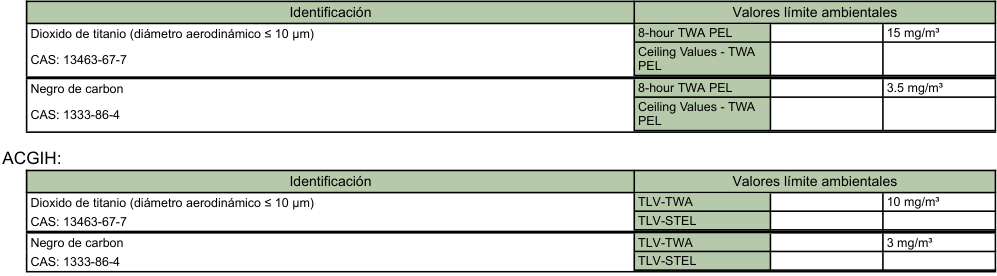 Identificación Valores límite ambientales
Dioxido de titanio (diámetro aerodinámico ≤ 10 µm) 8-hour TWA PEL 15 mg/m³
CAS: 13463-67-7 Ceiling Values - TWA
PEL
Negro de carbon 8-hour TWA PEL 3.5 mg/m³
CAS: 1333-86-4 Ceiling Values - TWA
PEL
ACGIH:
Identificación Valores límite ambientales
Dioxido de titanio (diámetro aerodinámico ≤ 10 µm) TLV-TWA 10 mg/m³
CAS: 13463-67-7 TLV-STEL
Negro de carbon TLV-TWA 3 mg/m³
CAS: 1333-86-4 TLV-STEL